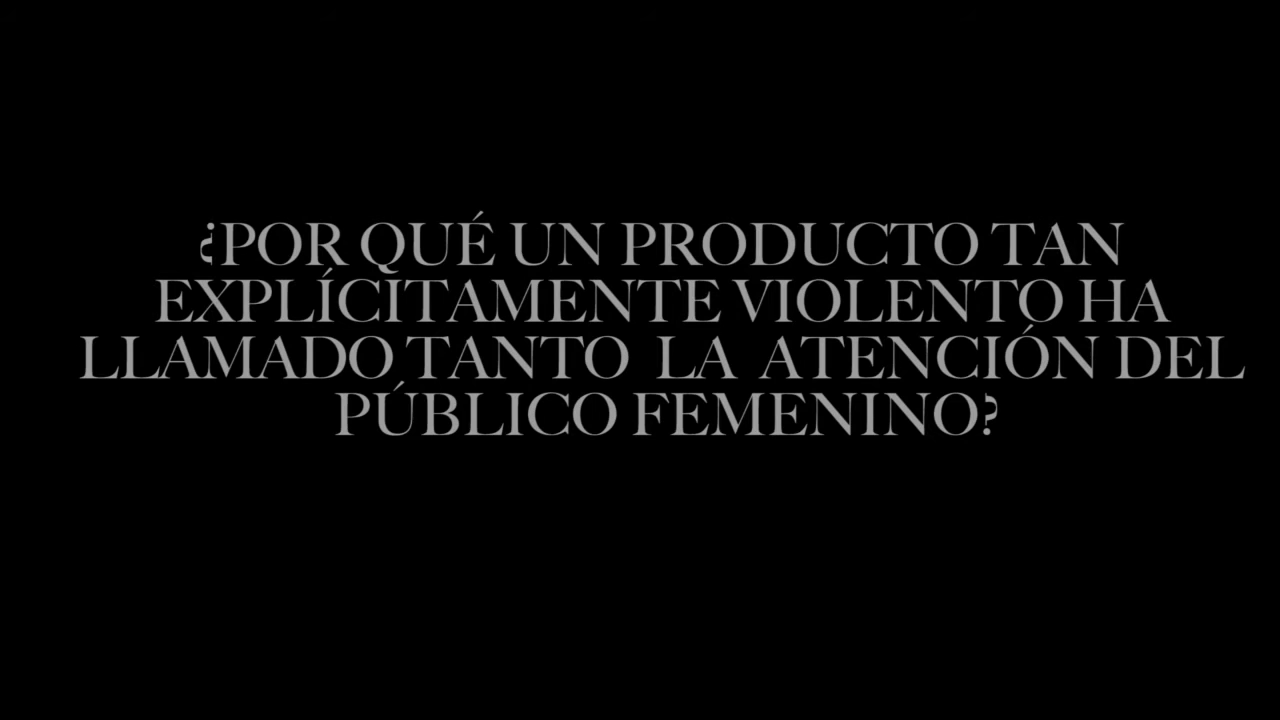 ¿POR QUÉ UN PRODUCTO TAN
EXPLÍCITAMENTE VIOLENTO HA
LLAMADO TANTO LA ATENCIÓN DEL
PÚBLICO FEMENINO?